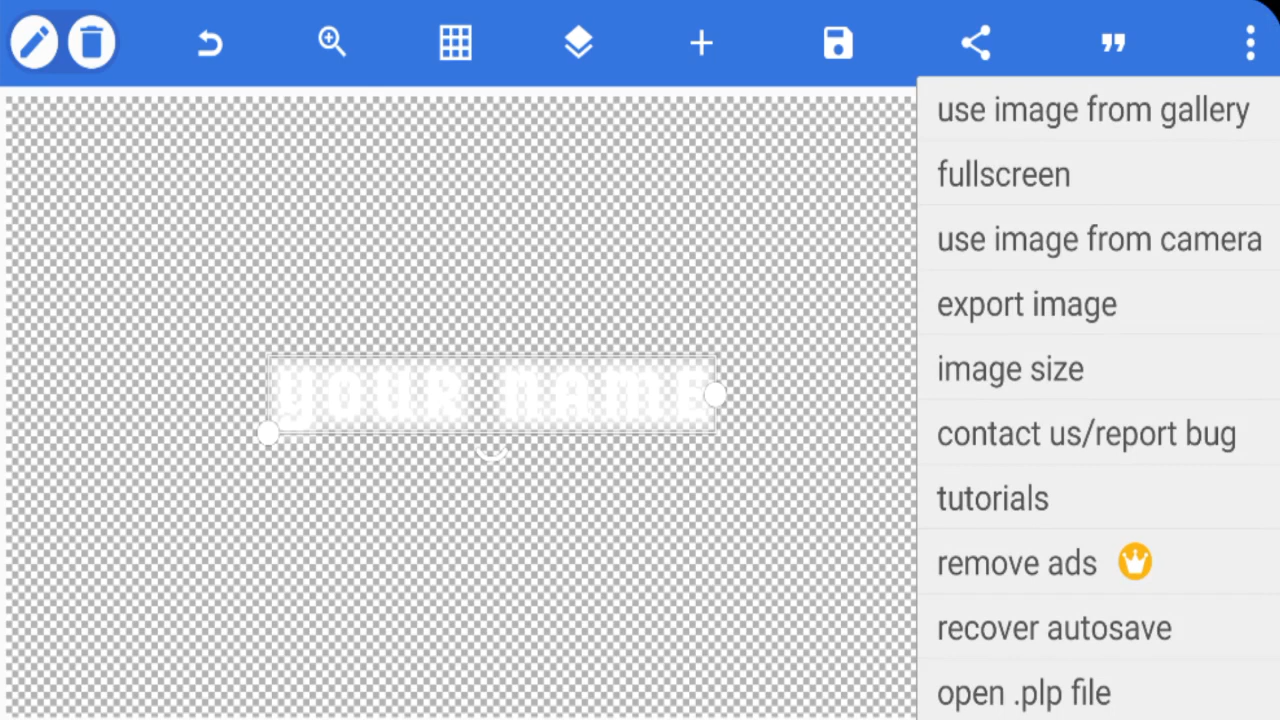 use image from gallery
fullscreen
use image from camera
export image
image size
YOUR NAME
contact us/report bug
tutorials
remove ads
recover autosave
open .plp file